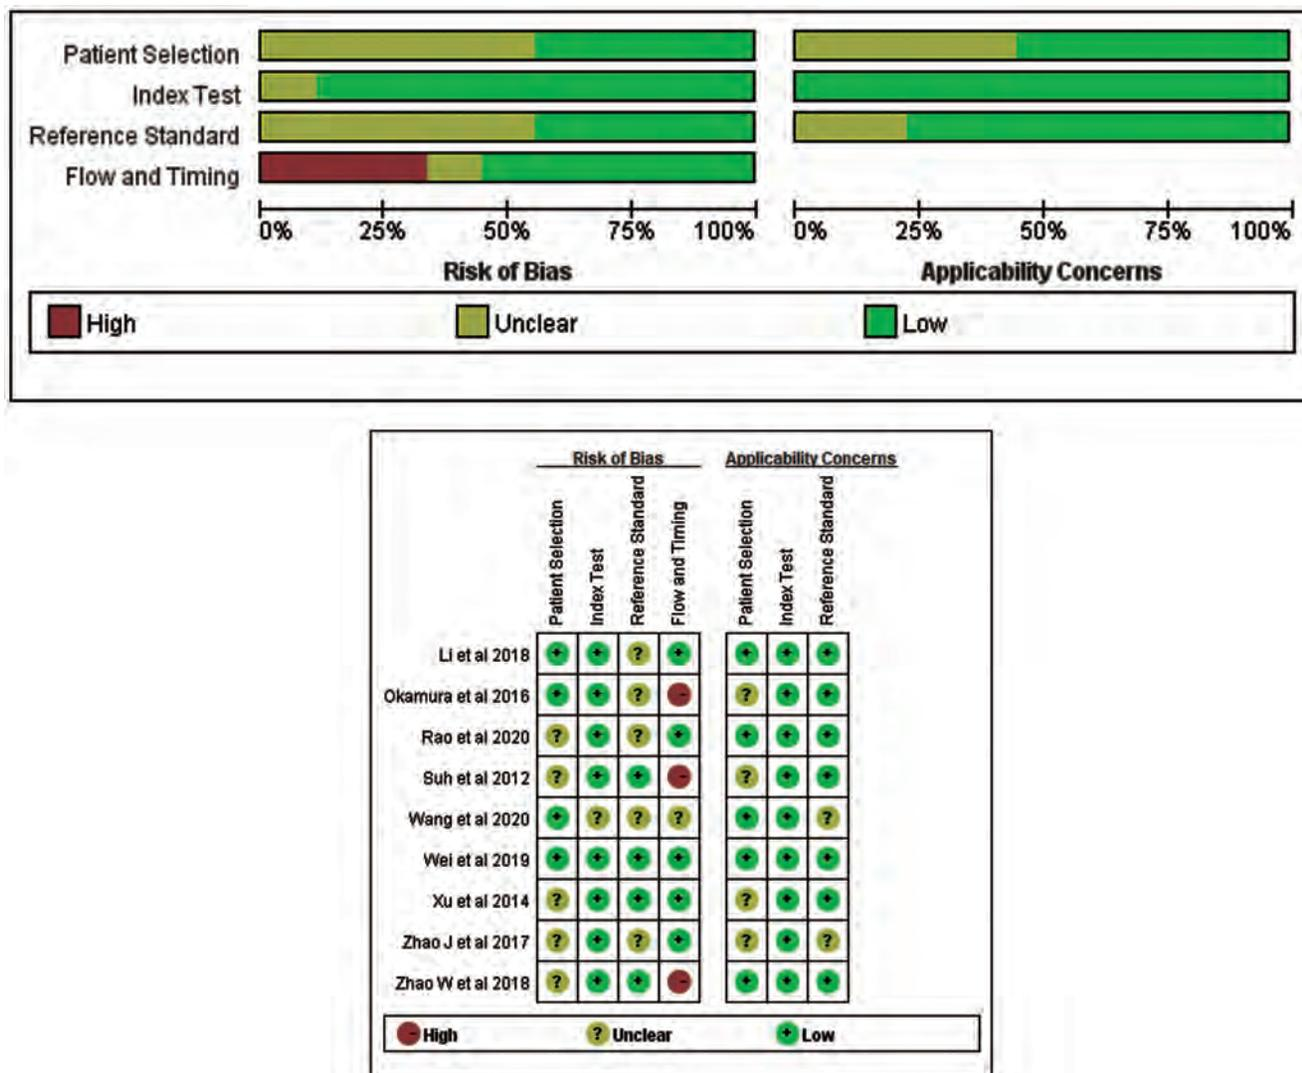 Patient Selection
Index Test
Reference Standard
Flow and Timing
0% 25% 50% 75% 100% 0% 25% 50% 75% 100%
Risk of Bias Applicability Concerns
High Unclear Low
Risk of Bias Applicability Concerns
Patient Selection Index Test Reference Standard Flow and Timing Patient Selection Index Test Reference Standard
Li et al 2018 + + ? + + + +
Okamura et al 2016 + + ? - ? + +
Rao et al 2020 ? + ? + + + +
Suh et al 2012 ? + + - ? + +
Wang et al 2020 + ? ? ? + + ?
Wei et al 2019 + + + + + + +
Xu et al 2014 ? + + + ? + +
Zhao J et al 2017 ? + ? + ? + ?
Zhao W et al 2018 ? + + - + + +
- High ? Unclear + Low